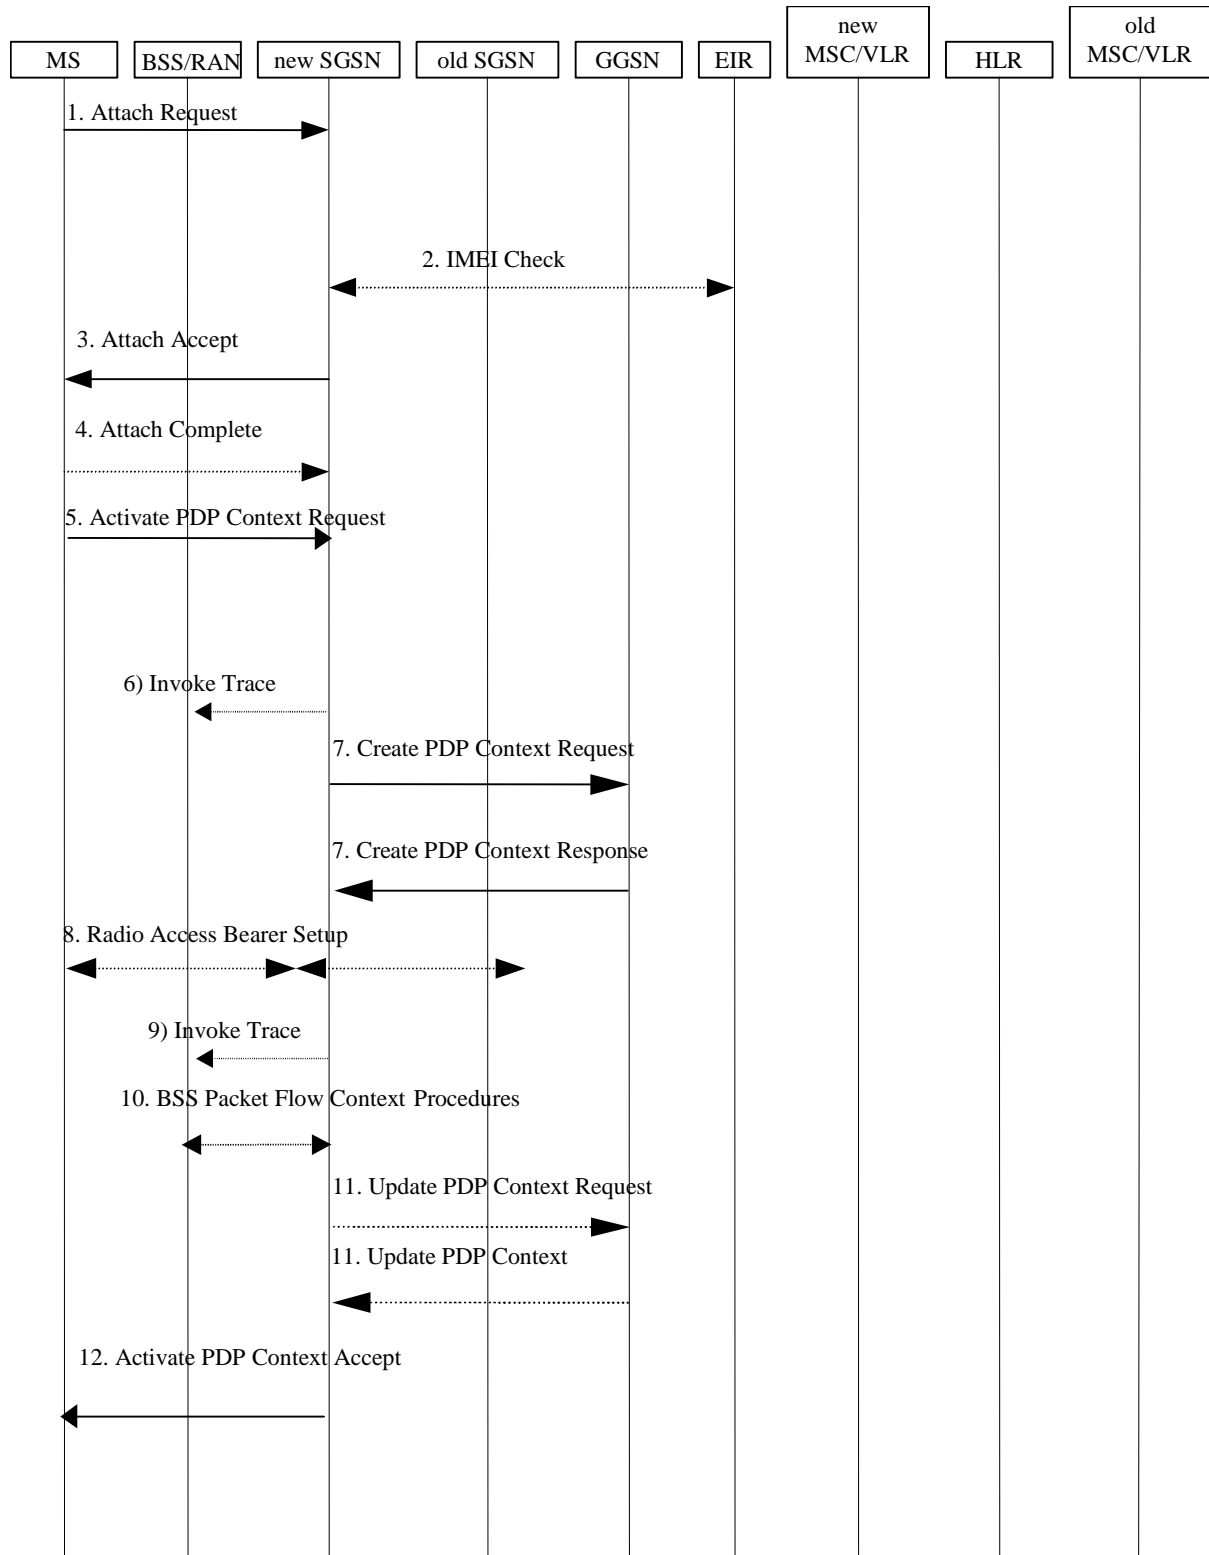 MS
BSS/RAN
new SGSN
old SGSN
GGSN
EIR
new
MSC/VLR
HLR
old
MSC/VLR
1. Attach Request
2. IMEI Check
3. Attach Accept
4. Attach Complete
5. Activate PDP Context Request
6) Invoke Trace
7. Create PDP Context Request
7. Create PDP Context Response
8. Radio Access Bearer Setup
9) Invoke Trace
10. BSS Packet Flow Context Procedures
11. Update PDP Context Request
11. Update PDP Context
12. Activate PDP Context Accept